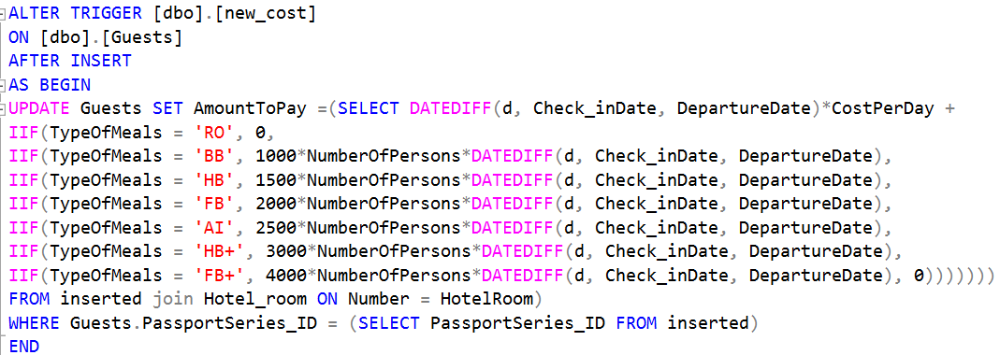 ALTER TRIGGER [dbo].[new_cost]
ON [dbo].[Guests]
AFTER INSERT
AS BEGIN
UPDATE Guests SET AmountToPay =(SELECT DATEDIFF(d, Check_inDate, DepartureDate)*CostPerDay +
IIF(TypeOfMeals = 'RO', 0,
IIF(TypeOfMeals = 'BB', 1000*NumberOfPersons*DATEDIFF(d, Check_inDate, DepartureDate),
IIF(TypeOfMeals = 'HB', 1500*NumberOfPersons*DATEDIFF(d, Check_inDate, DepartureDate),
IIF(TypeOfMeals = 'FB', 2000*NumberOfPersons*DATEDIFF(d, Check_inDate, DepartureDate),
IIF(TypeOfMeals = 'AI', 2500*NumberOfPersons*DATEDIFF(d, Check_inDate, DepartureDate),
IIF(TypeOfMeals = 'HB+', 3000*NumberOfPersons*DATEDIFF(d, Check_inDate, DepartureDate),
IIF(TypeOfMeals = 'FB+', 4000*NumberOfPersons*DATEDIFF(d, Check_inDate, DepartureDate), 0)))))))
FROM inserted join Hotel_room ON Number = HotelRoom)
WHERE Guests.PassportSeries_ID = (SELECT PassportSeries_ID FROM inserted)
END